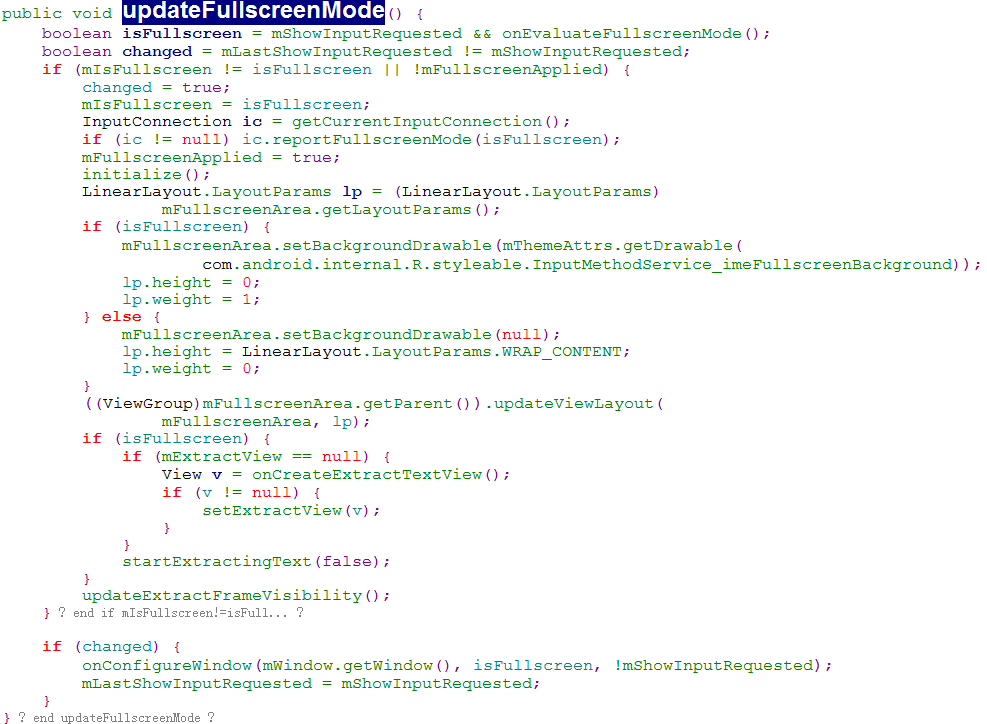 public void updateFullscreenMode() {
    boolean isFullscreen = mShowInputRequested && onEvaluateFullscreenMode();
    boolean changed = mLastShowInputRequested != mShowInputRequested;
    if (mIsFullscreen != isFullscreen || !mFullscreenApplied) {
        changed = true;
        mIsFullscreen = isFullscreen;
        InputConnection ic = getCurrentInputConnection();
        if (ic != null) ic.reportFullscreenMode(isFullscreen);
        mFullscreenApplied = true;
        initialize();
        LinearLayout.LayoutParams lp = (LinearLayout.LayoutParams)
                mFullscreenArea.getLayoutParams();
        if (isFullscreen) {
            mFullscreenArea.setBackgroundDrawable(mThemeAttrs.getDrawable(
                    com.android.internal.R.styleable.InputMethodService_imeFullscreenBackground));
            lp.height = 0;
            lp.weight = 1;
        } else {
            mFullscreenArea.setBackgroundDrawable(null);
            lp.height = LinearLayout.LayoutParams.WRAP_CONTENT;
            lp.weight = 0;
        }
        ((ViewGroup)mFullscreenArea.getParent()).updateViewLayout(
                mFullscreenArea, lp);
        if (isFullscreen) {
            if (mExtractView == null) {
                View v = onCreateExtractTextView();
                if (v != null) {
                    setExtractView(v);
                }
            }
            startExtractingText(false);
        }
        updateExtractFrameVisibility();
    } ? end if mIsFullscreen!=isFull... ?

    if (changed) {
        onConfigureWindow(mWindow.getWindow(), isFullscreen, !mShowInputRequested);
        mLastShowInputRequested = mShowInputRequested;
    }
} ? end updateFullscreenMode ?